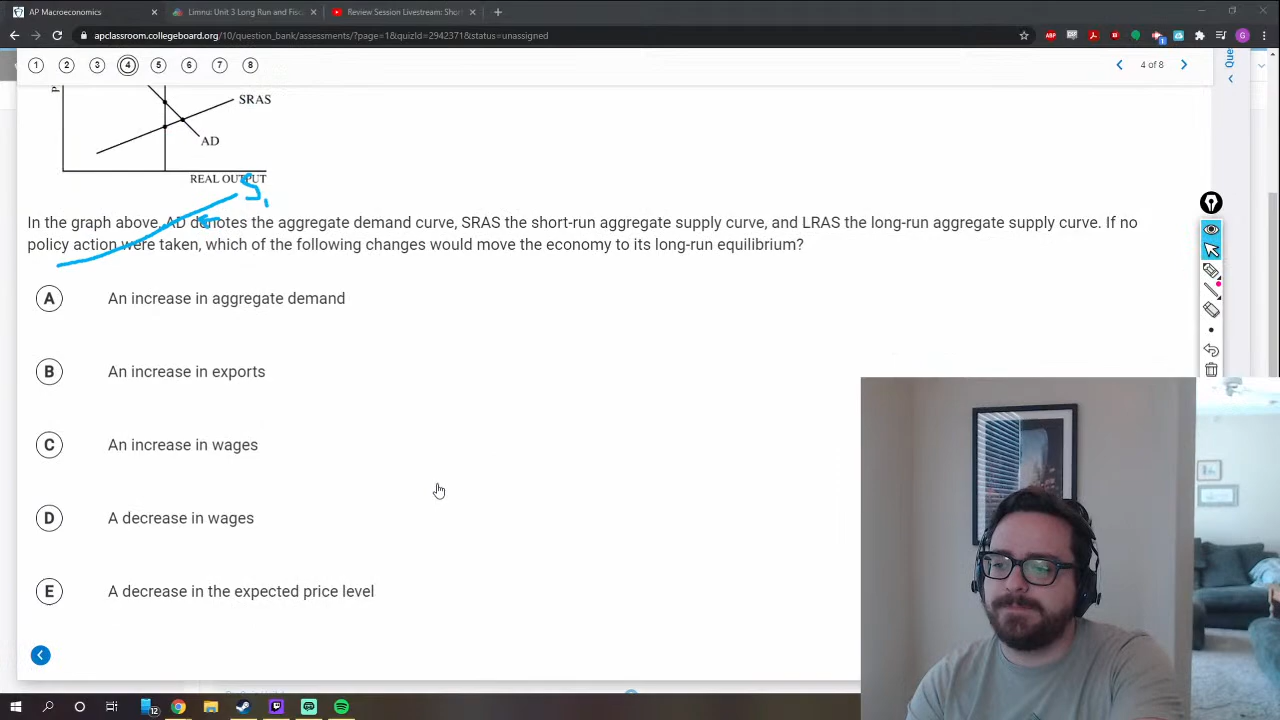 AP Macroeconomics
Limnu: Unit 3 Long Run and Fisc
Review Session Livestream: Shor
apclassroom.collegeboard.org/10/question_bank/assessments/?page=1&quizId=2942371&status=unassigned
1 2 3 4 5 6 7 8
4 of 8
Que
P
SRAS
AD
REAL OUTPUT
S1
In the graph above, AD denotes the aggregate demand curve, SRAS the short-run aggregate supply curve, and LRAS the long-run aggregate supply curve. If no
policy action were taken, which of the following changes would move the economy to its long-run equilibrium?
A An increase in aggregate demand
B An increase in exports
C An increase in wages
D A decrease in wages
E A decrease in the expected price level
12